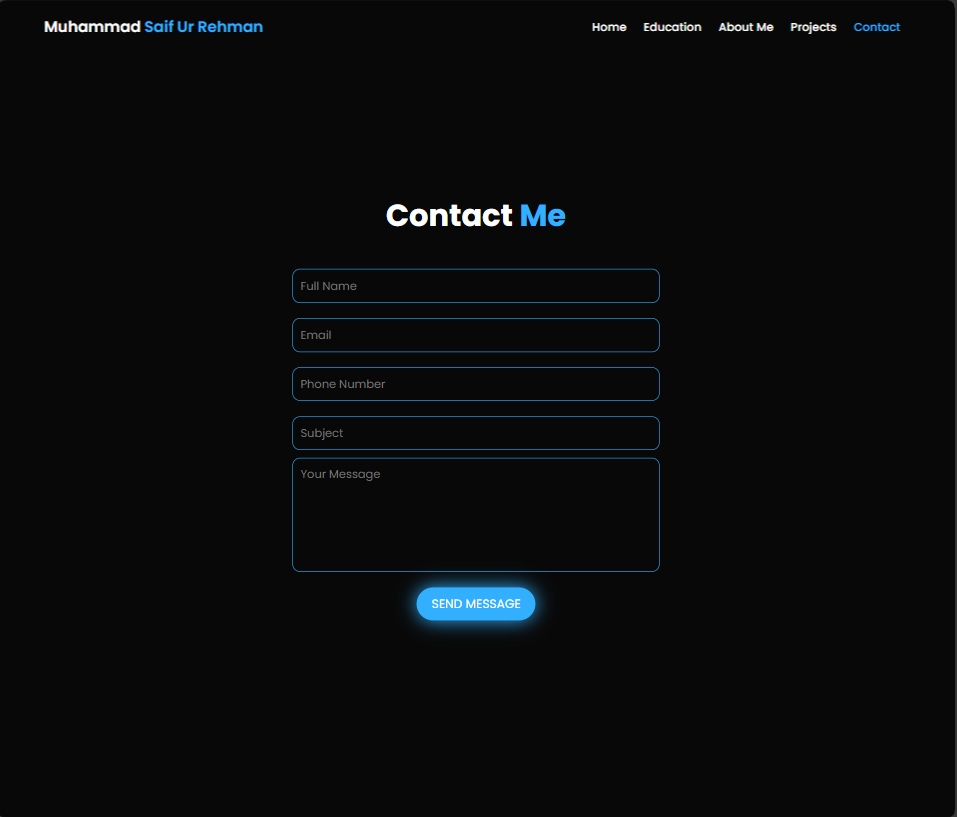 Muhammad Saif Ur Rehman
Home Education About Me Projects Contact
Contact Me
Full Name
Email
Phone Number
Subject
Your Message
SEND MESSAGE